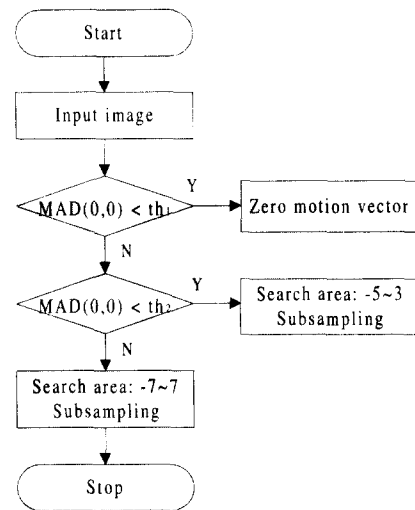 Start
Input image
MAD(0,0) < th1
Y
Zero motion vector
N
MAD(0,0) < th2
Y
Search area: -5~3
Subsampling
N
Search area: -7~7
Subsampling
Stop